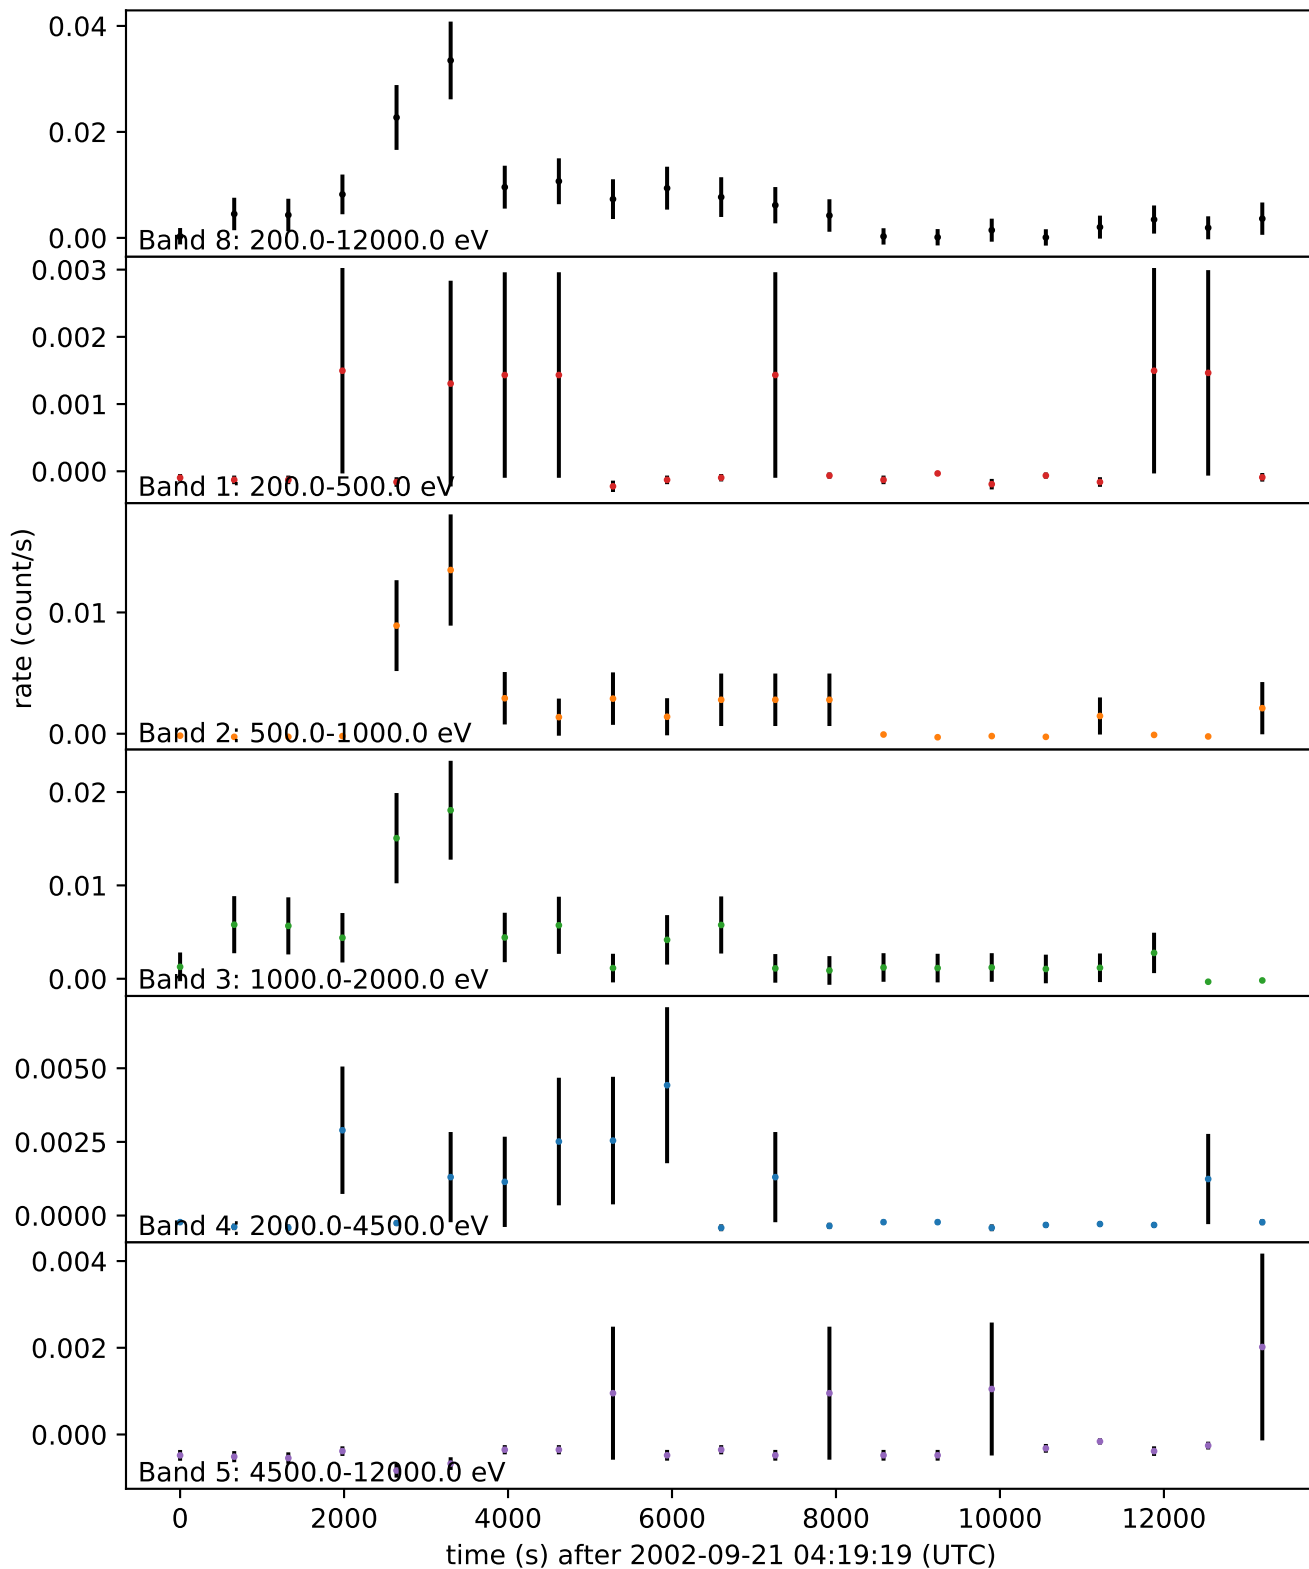 0.04
0.02
0.00
Band 8: 200.0-12000.0 eV
0.003
0.002
0.001
0.000
Band 1: 200.0-500.0 eV
rate (count/s)
0.01
0.00
Band 2: 500.0-1000.0 eV
0.02
0.01
0.00
Band 3: 1000.0-2000.0 eV
0.0050
0.0025
0.0000
Band 4: 2000.0-4500.0 eV
0.004
0.002
0.000
Band 5: 4500.0-12000.0 eV
0 2000 4000 6000 8000 10000 12000
time (s) after 2002-09-21 04:19:19 (UTC)